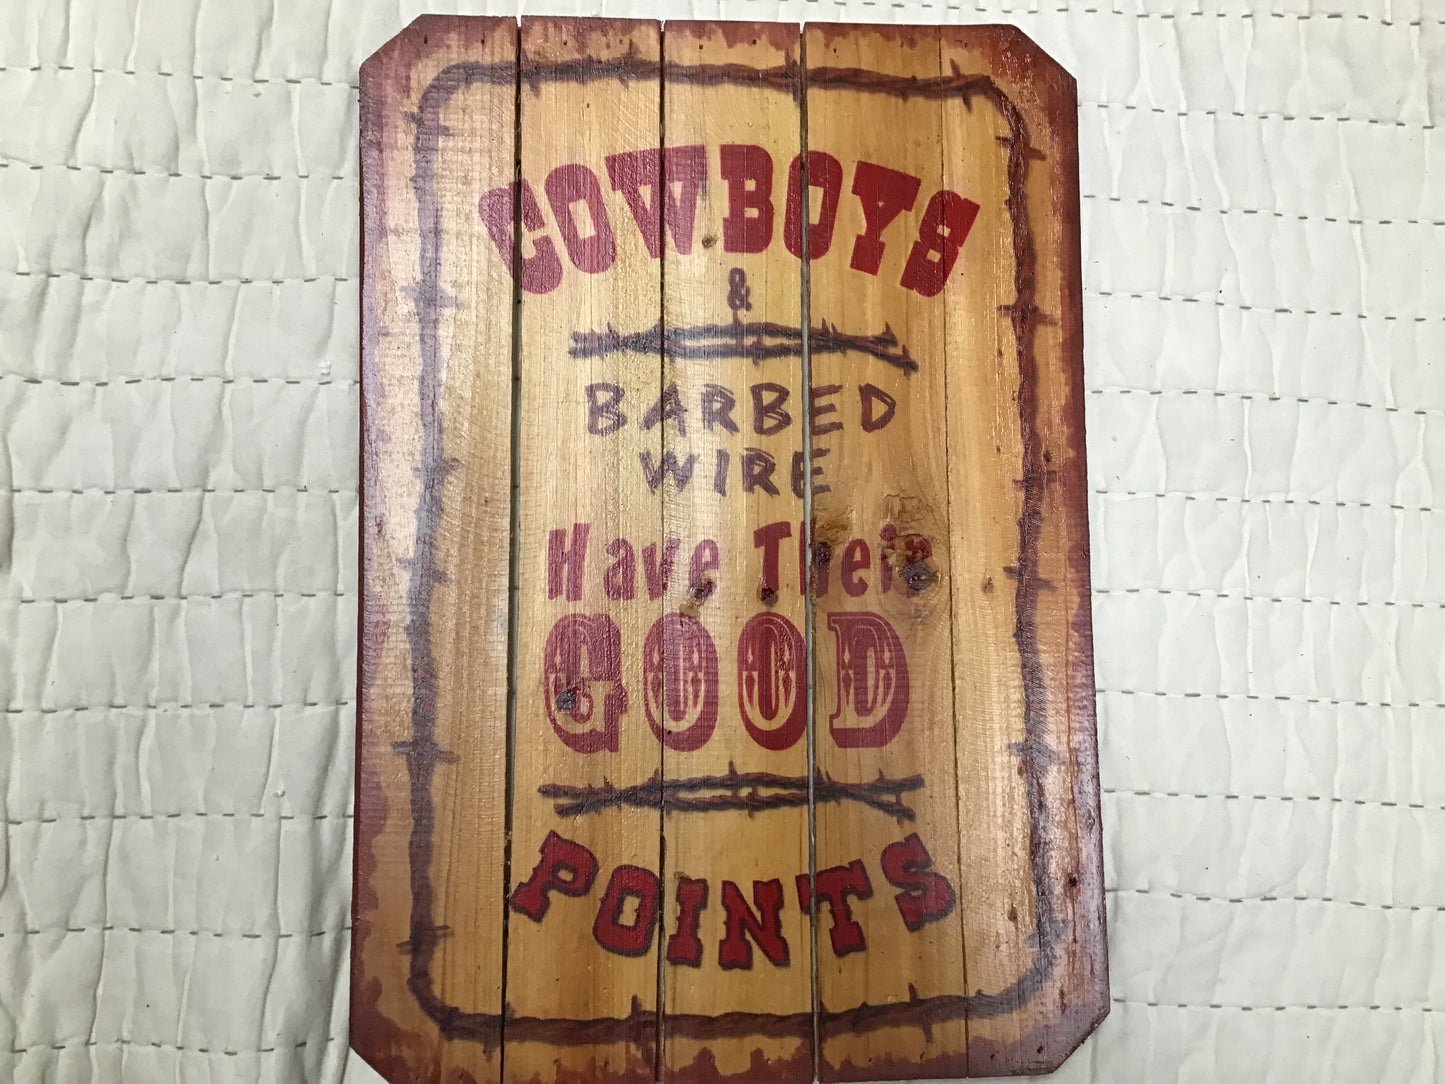 COWBOYS
&
BARBED
WIRE
Have Their
GOOD
POINTS